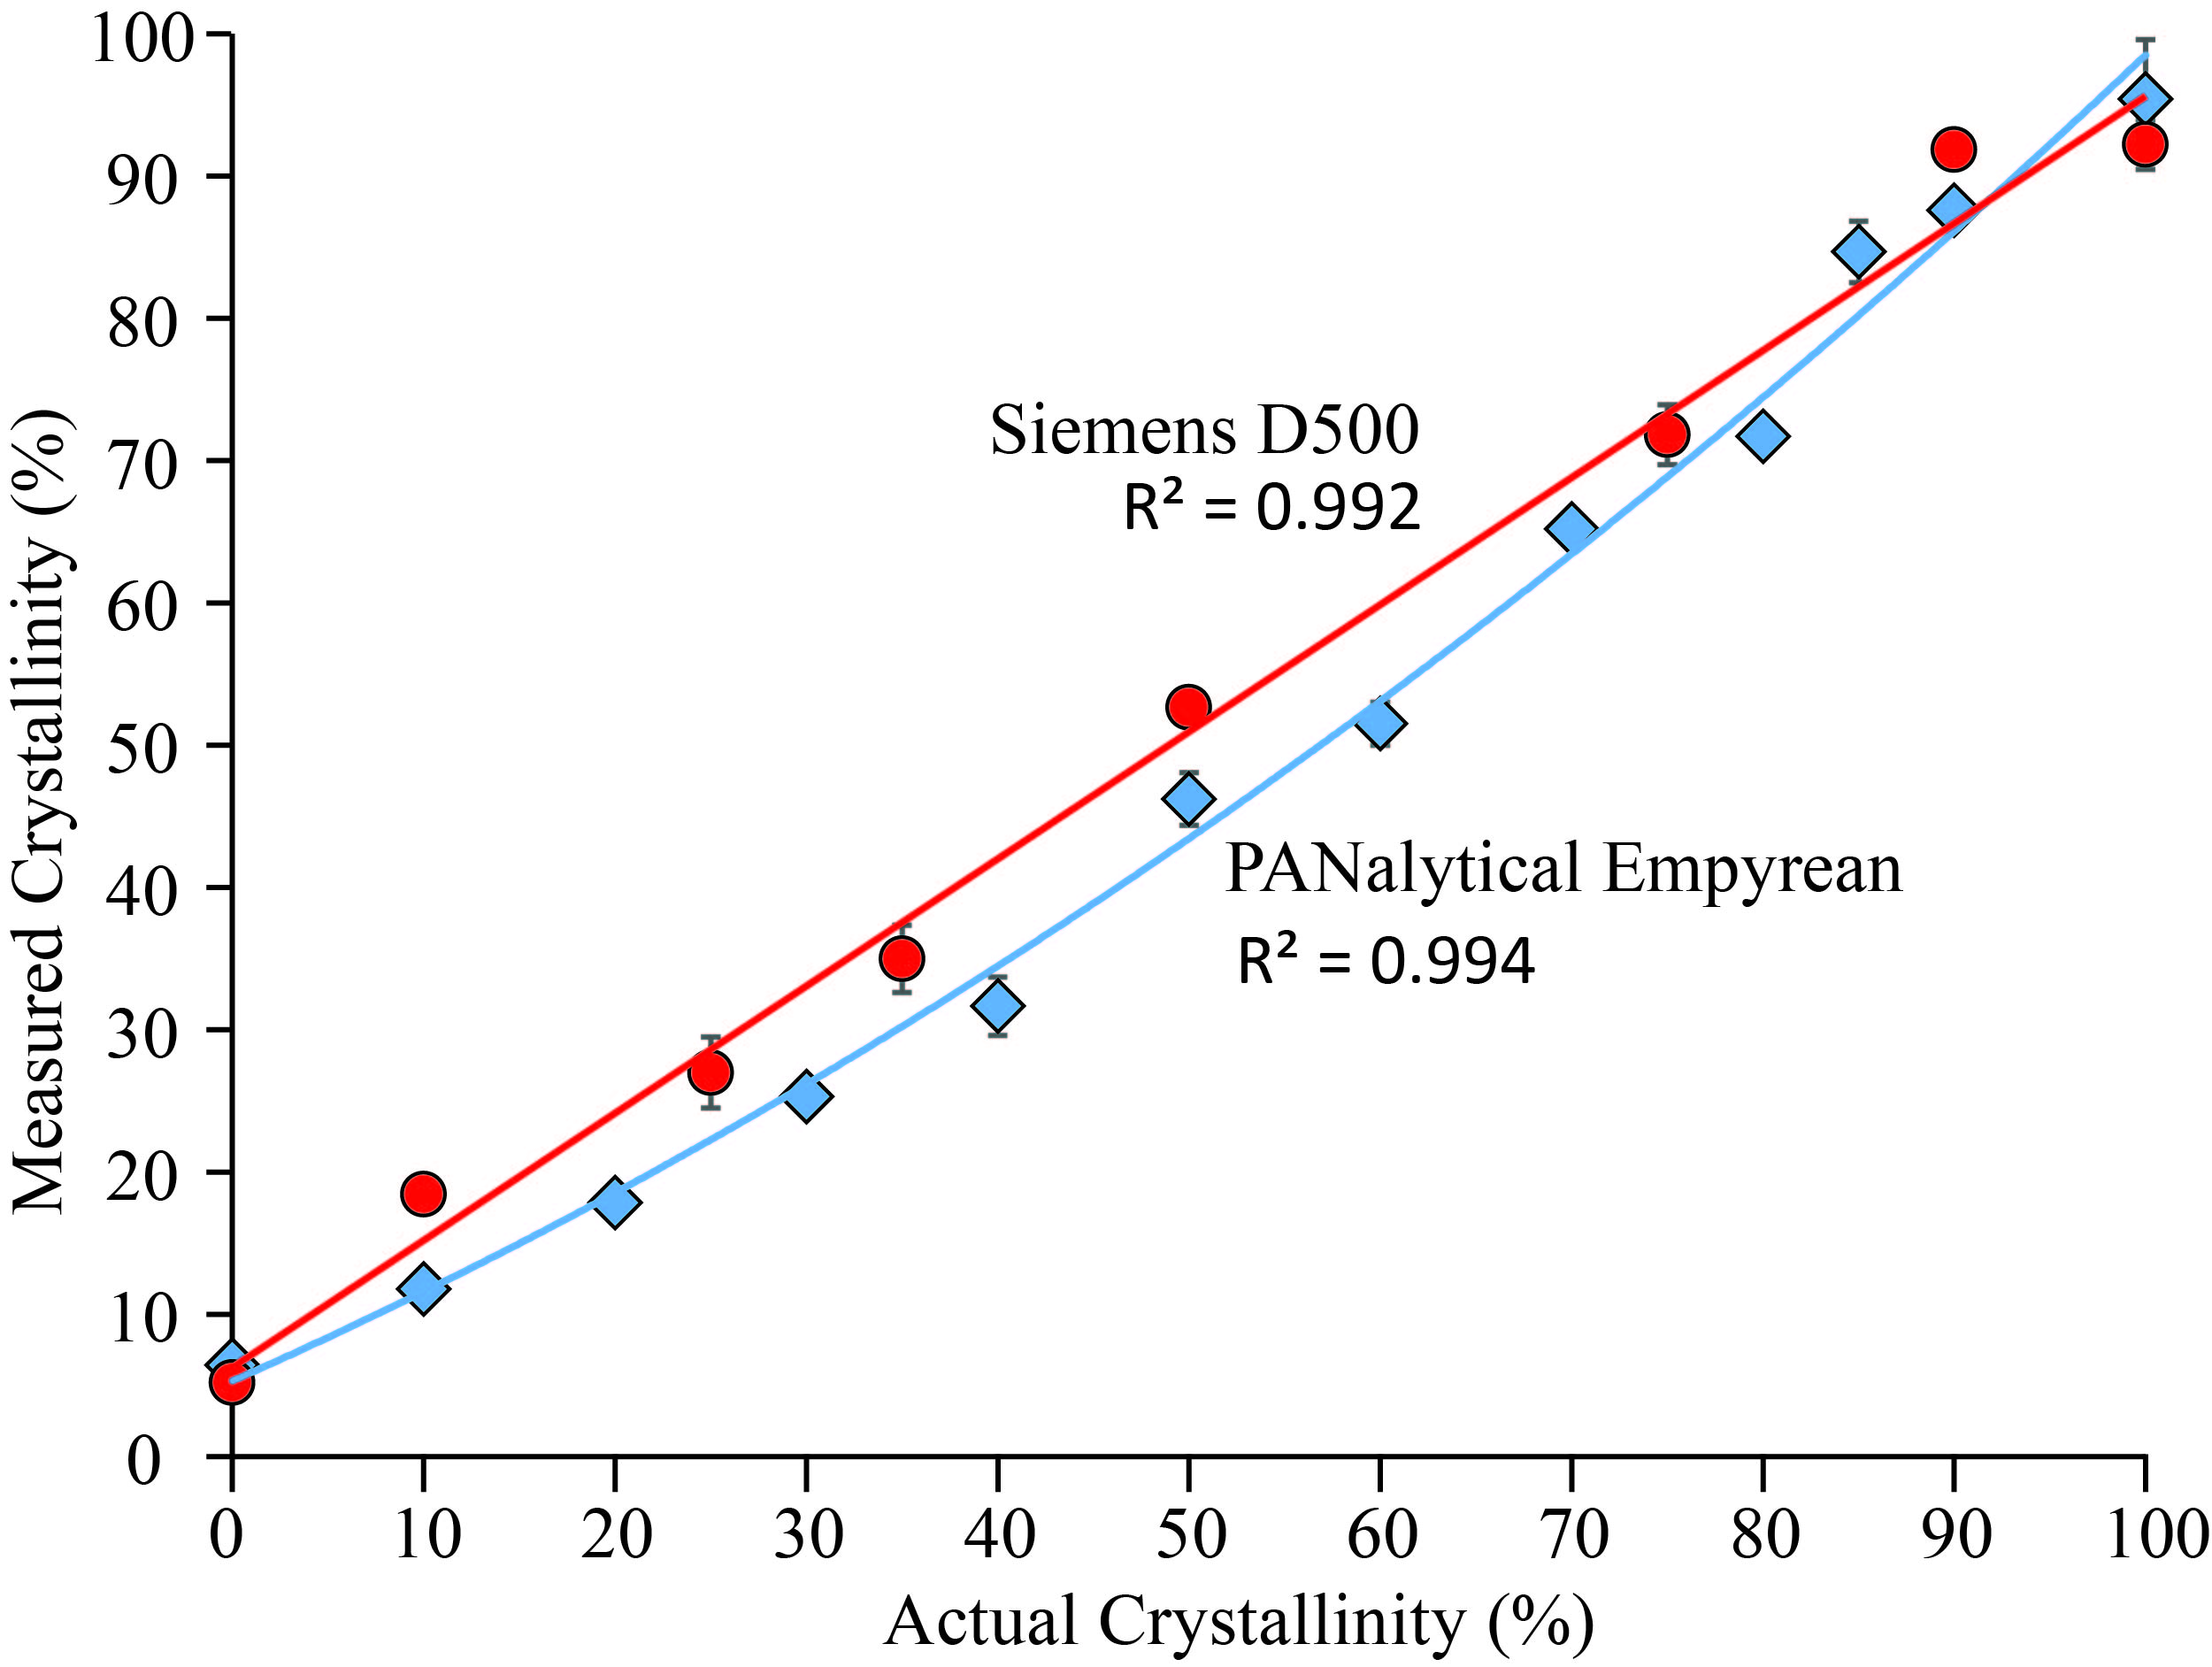 100
90
80
70
60
50
40
30
20
10
0
Measured Crystallinity (%)
Siemens D500
R² = 0.992
PANalytical Empyrean
R² = 0.994
0 10 20 30 40 50 60 70 80 90 100
Actual Crystallinity (%)